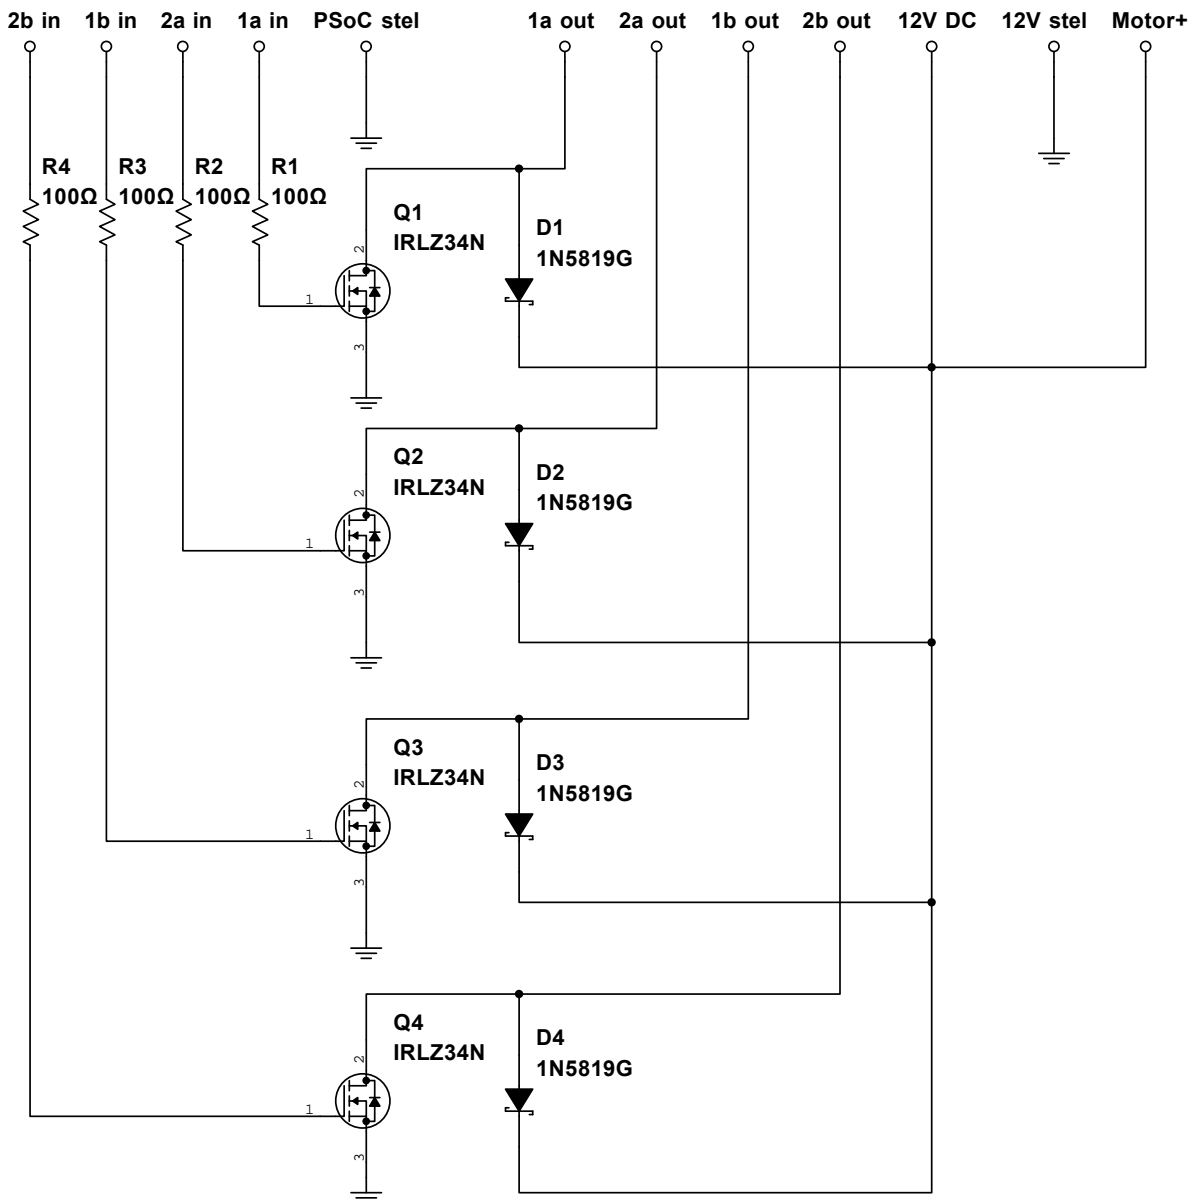 2b in 1b in 2a in 1a in PSoC stel 1a out 2a out 1b out 2b out 12V DC 12V stel Motor+
R4 R3 R2 R1
100Ω 100Ω 100Ω 100Ω
Q1
IRLZ34N
D1
1N5819G
2
1
3
Q2
IRLZ34N
D2
1N5819G
2
1
3
Q3
IRLZ34N
D3
1N5819G
2
1
3
Q4
IRLZ34N
D4
1N5819G
2
1
3